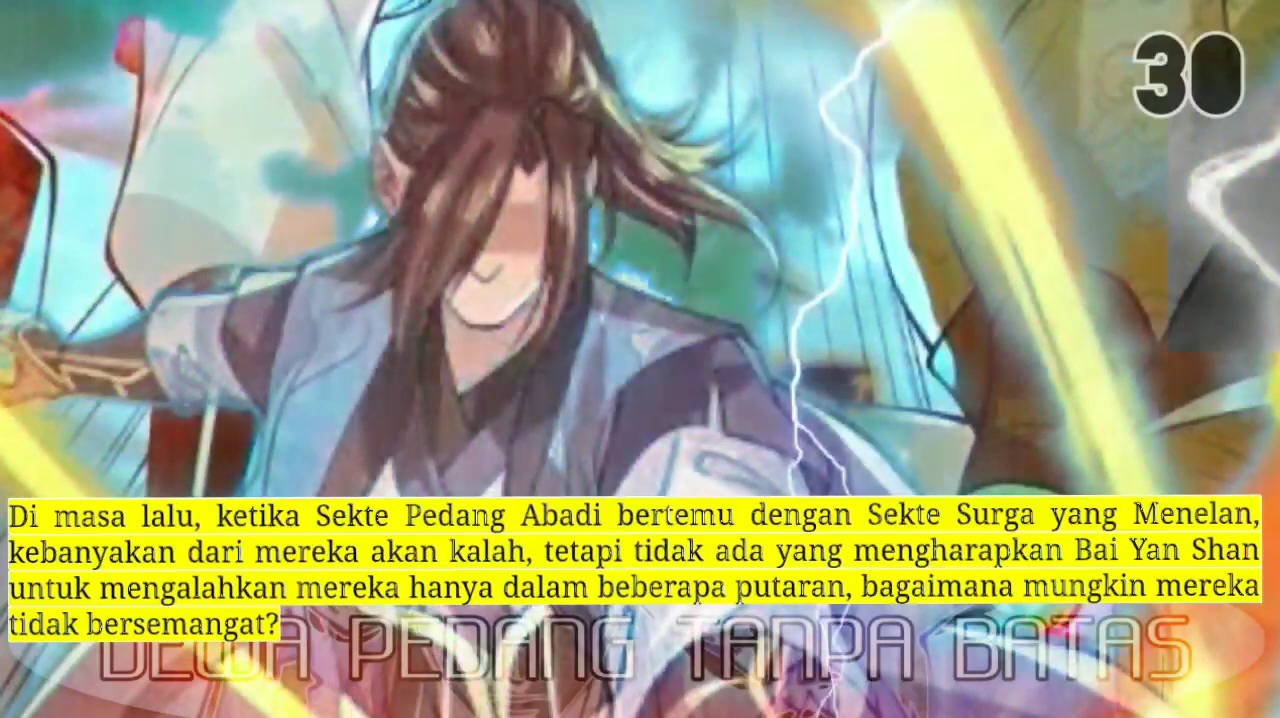 30
Di masa lalu, ketika Sekte Pedang Abadi bertemu dengan Sekte Surga yang Menelan,
kebanyakan dari mereka akan kalah, tetapi tidak ada yang mengharapkan Bai Yan Shan
untuk mengalahkan mereka hanya dalam beberapa putaran, bagaimana mungkin mereka
tidak bersemangat?
DEWA PEDANG TANPA BATAS